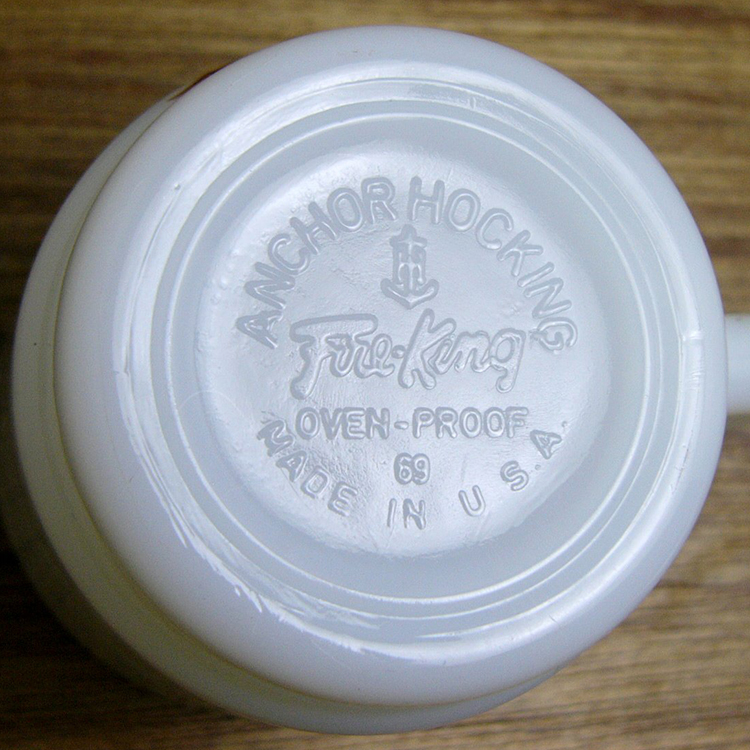 ANCHOR HOCKING
Fire-King
OVEN-PROOF
69
MADE IN U.S.A.